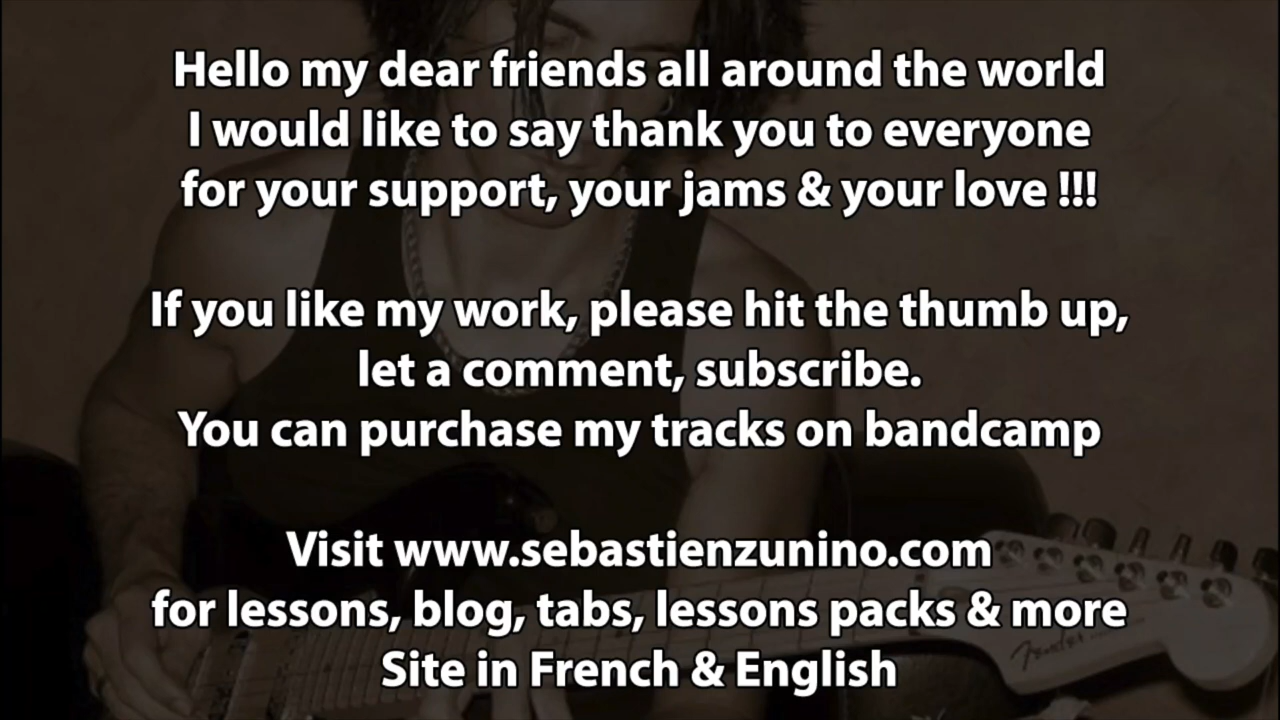 Hello my dear friends all around the world
I would like to say thank you to everyone
for your support, your jams & your love !!!
If you like my work, please hit the thumb up,
let a comment, subscribe.
You can purchase my tracks on bandcamp
Visit www.sebastienzunino.com
for lessons, blog, tabs, lessons packs & more
Site in French & English
Fender